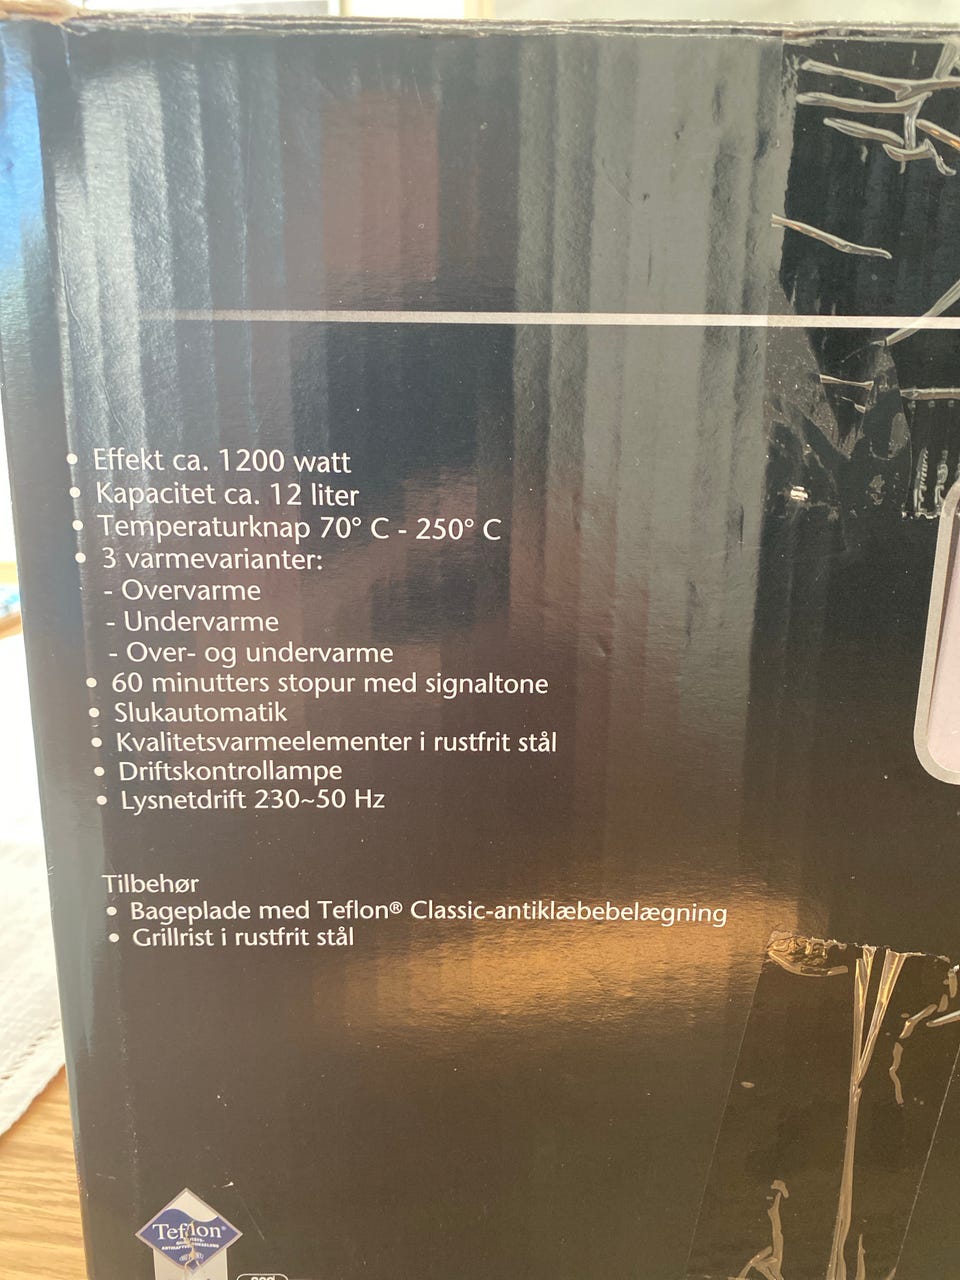 • Effekt ca. 1200 watt
• Kapacitet ca. 12 liter
• Temperaturknap 70° C - 250° C
• 3 varmevarianter:
- Overvarme
- Undervarme
- Over- og undervarme
• 60 minutters stopur med signaltone
• Slukautomatik
• Kvalitetsvarmeelementer i rustfrit stål
• Driftskontrollampe
• Lysnetdrift 230~50 Hz
Tilbehør
• Bageplade med Teflon® Classic-antiklæbebelægning
• Grillrist i rustfrit stål
Teflon®